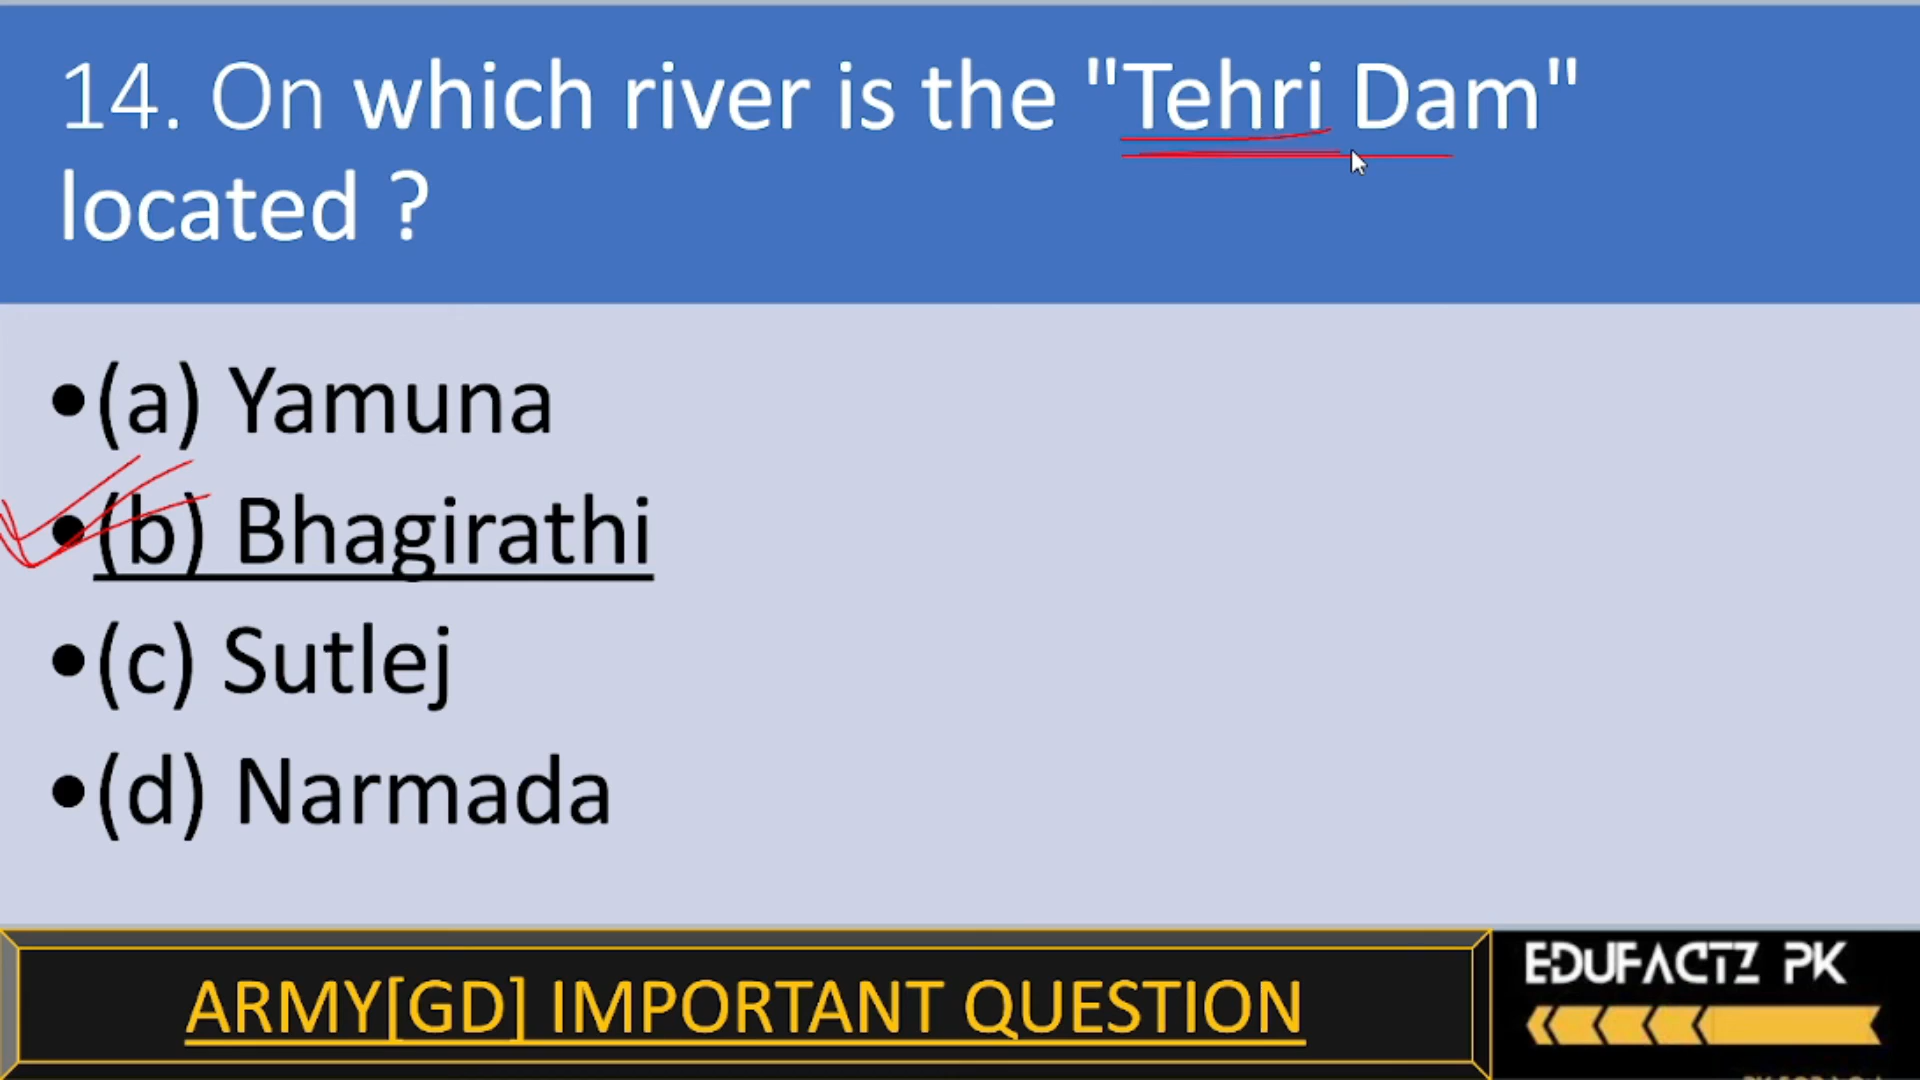 14. On which river is the "Tehri Dam"
located ?
•(a) Yamuna
•(b) Bhagirathi
•(c) Sutlej
•(d) Narmada
ARMY[GD] IMPORTANT QUESTION
EDUFACTZ PK